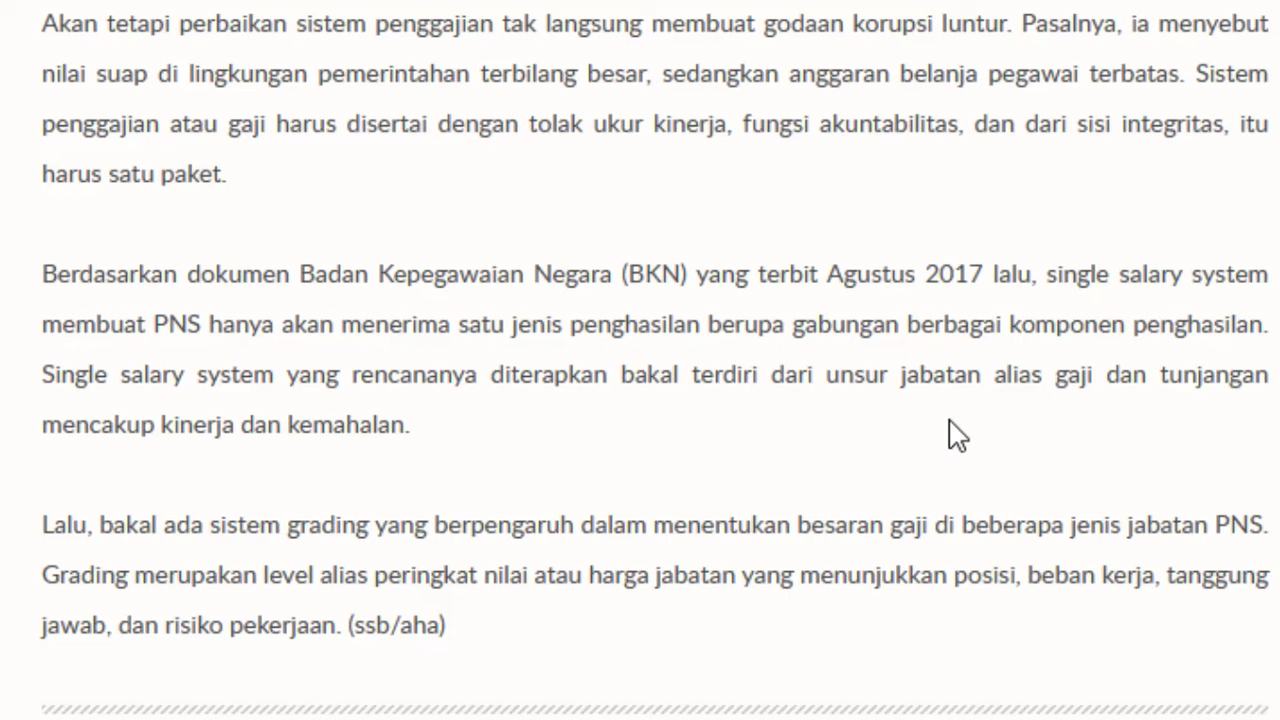 Akan tetapi perbaikan sistem penggajian tak langsung membuat godaan korupsi luntur. Pasalnya, ia menyebut
nilai suap di lingkungan pemerintahan terbilang besar, sedangkan anggaran belanja pegawai terbatas. Sistem
penggajian atau gaji harus disertai dengan tolak ukur kinerja, fungsi akuntabilitas, dan dari sisi integritas, itu
harus satu paket.
Berdasarkan dokumen Badan Kepegawaian Negara (BKN) yang terbit Agustus 2017 lalu, single salary system
membuat PNS hanya akan menerima satu jenis penghasilan berupa gabungan berbagai komponen penghasilan.
Single salary system yang rencananya diterapkan bakal terdiri dari unsur jabatan alias gaji dan tunjangan
mencakup kinerja dan kemahalan.
Lalu, bakal ada sistem grading yang berpengaruh dalam menentukan besaran gaji di beberapa jenis jabatan PNS.
Grading merupakan level alias peringkat nilai atau harga jabatan yang menunjukkan posisi, beban kerja, tanggung
jawab, dan risiko pekerjaan. (ssb/aha)